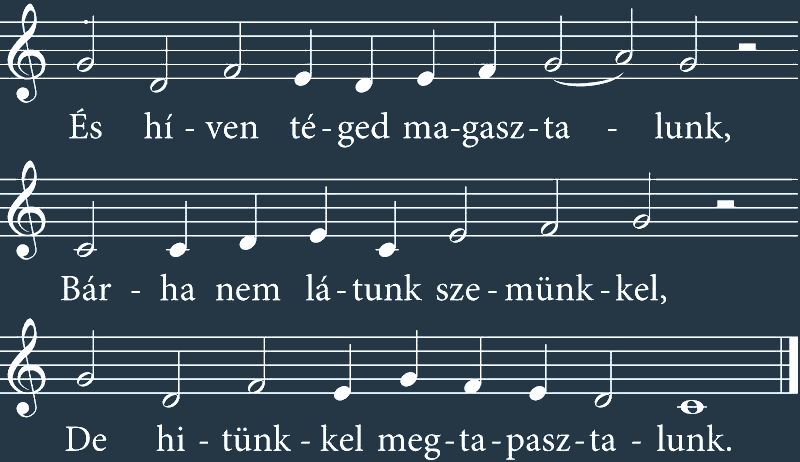 És hí - ven té - ged ma - gasz - ta - lunk,
Bár - ha nem lá - tunk sze - münk - kel,
De hi - tünk - kel meg - ta - pasz - ta - lunk.